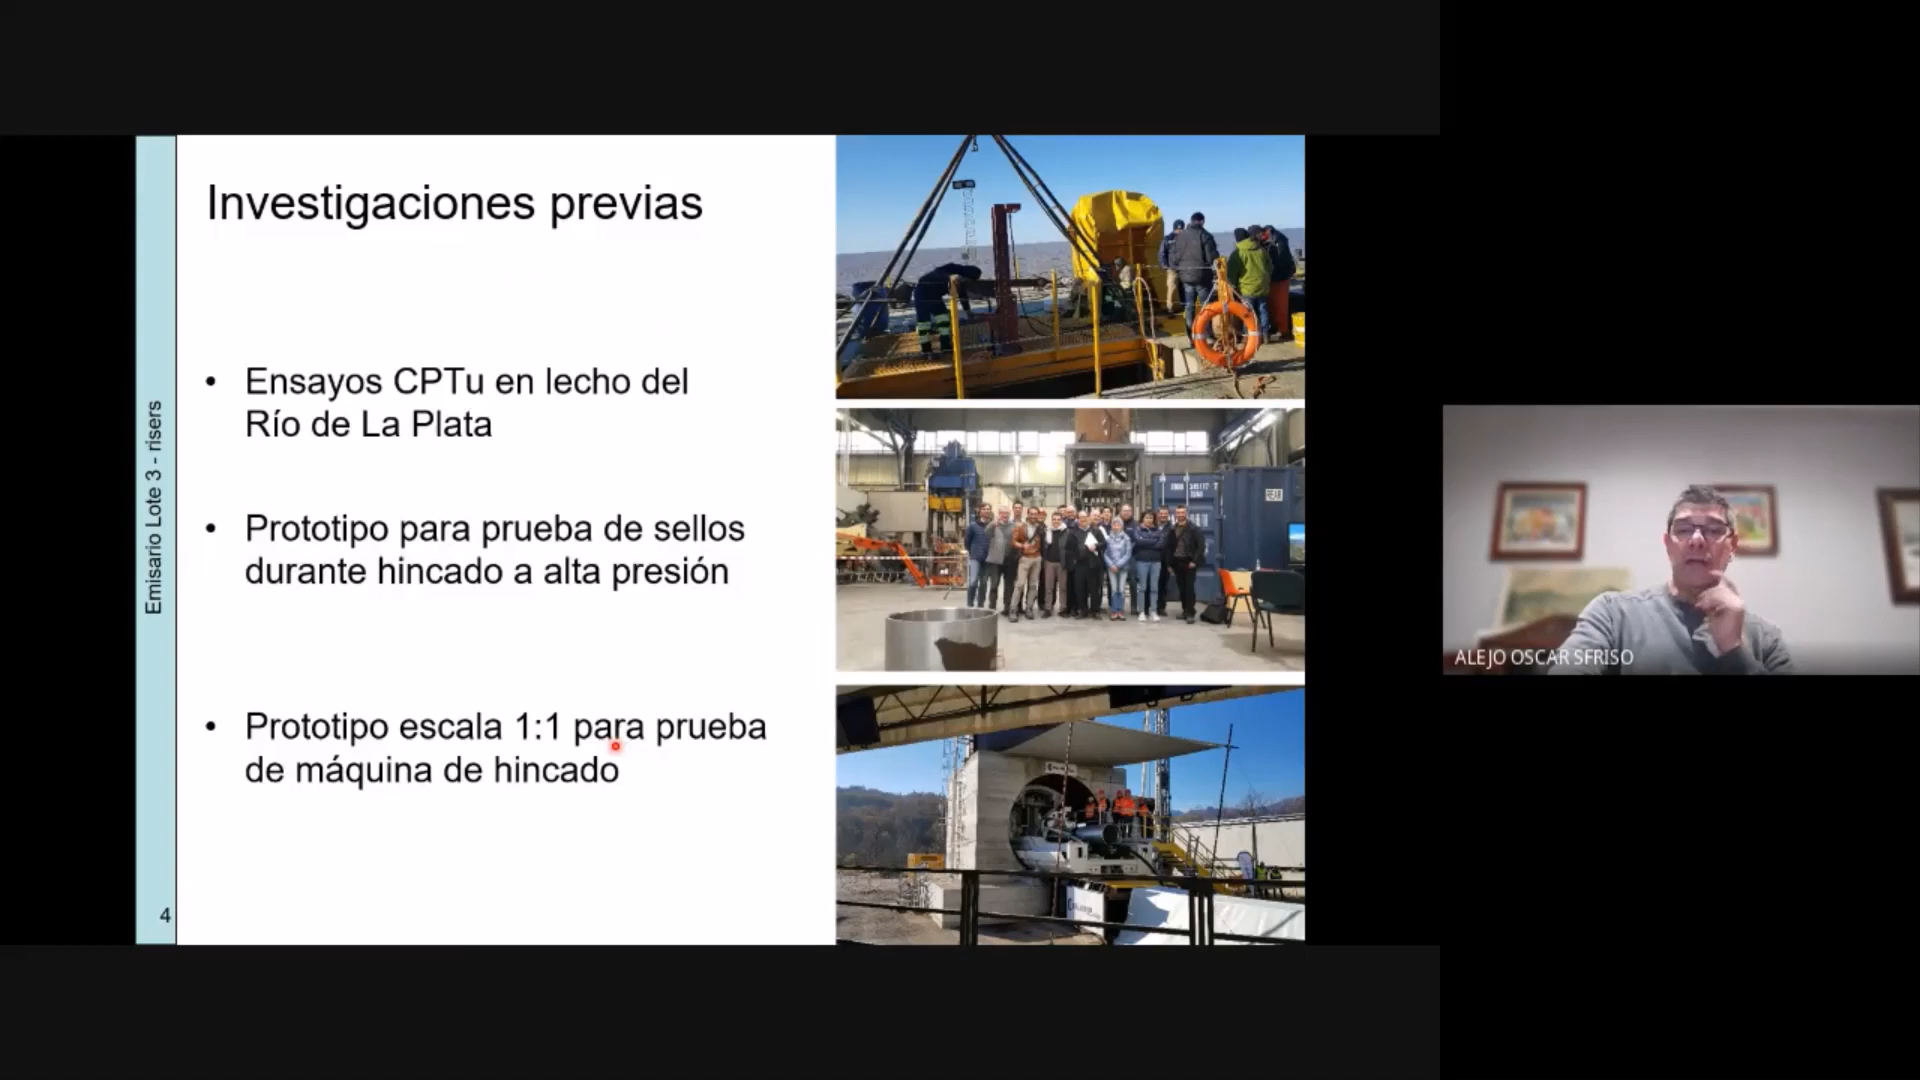 Investigaciones previas
• Ensayos CPTu en lecho del
Río de La Plata
• Prototipo para prueba de sellos
durante hincado a alta presión
• Prototipo escala 1:1 para prueba
de máquina de hincado
Emisario Lote 3 - risers
4
ALEJO OSCAR SFRISO